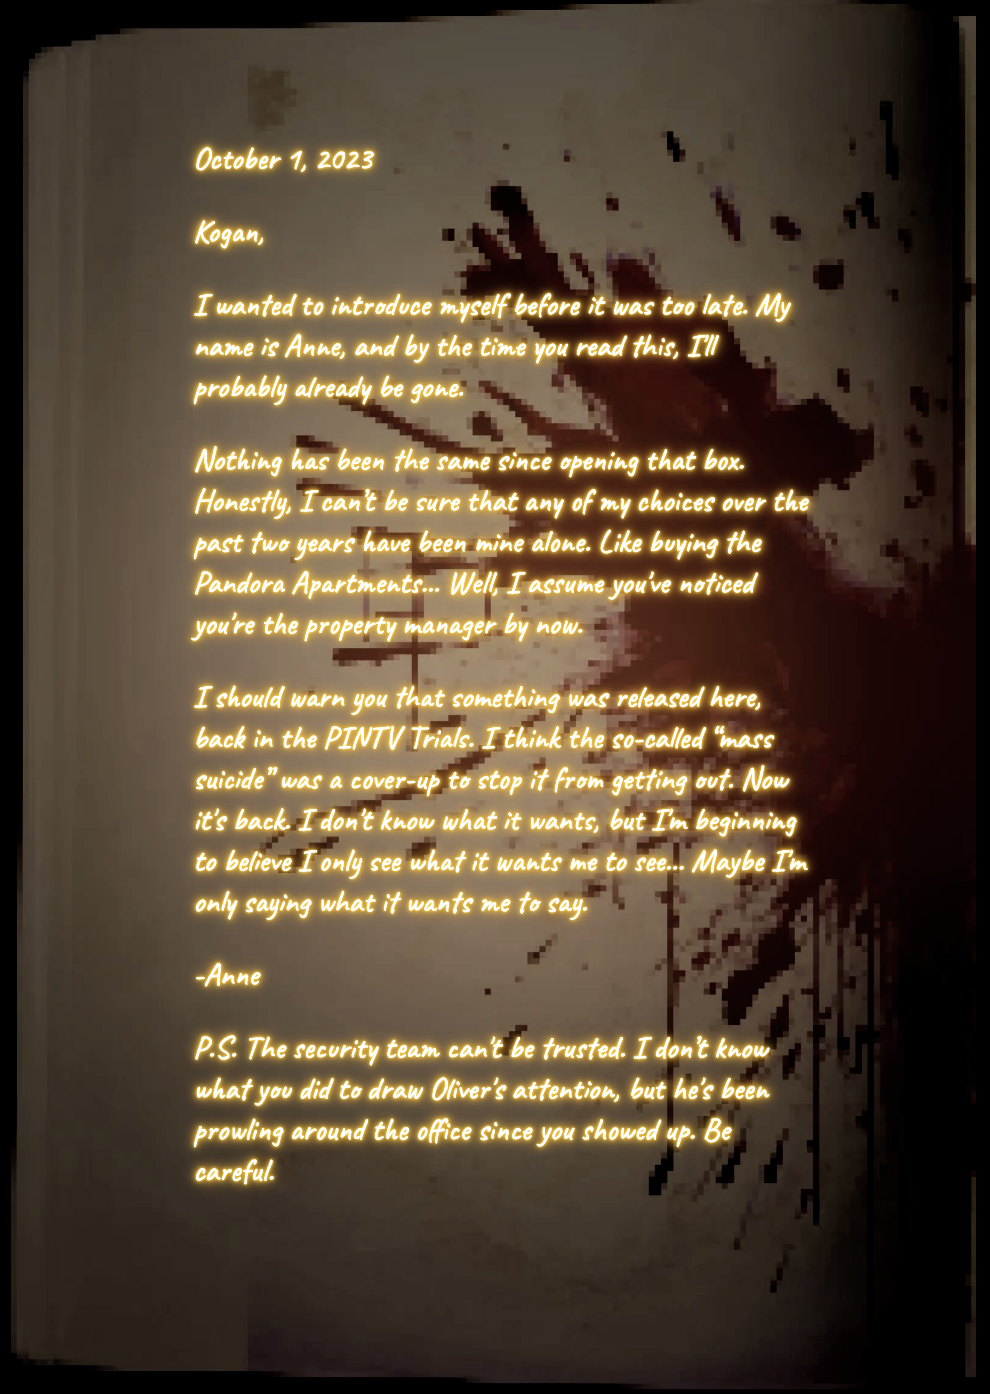 October 1, 2023
Kogan,
I wanted to introduce myself before it was too late. My
name is Anne, and by the time you read this, I'll
probably already be gone.
Nothing has been the same since opening that box.
Honestly, I can't be sure that any of my choices over the
past two years have been mine alone. Like buying the
Pandora Apartments... Well, I assume you've noticed
you're the property manager by now.
I should warn you that something was released here,
back in the PINTV Trials. I think the so-called “mass
suicide” was a cover-up to stop it from getting out. Now
it's back. I don't know what it wants, but I'm beginning
to believe I only see what it wants me to see... Maybe I'm
only saying what it wants me to say.
-Anne
P.S. The security team can't be trusted. I don't know
what you did to draw Oliver's attention, but he's been
prowling around the office since you showed up. Be
careful.